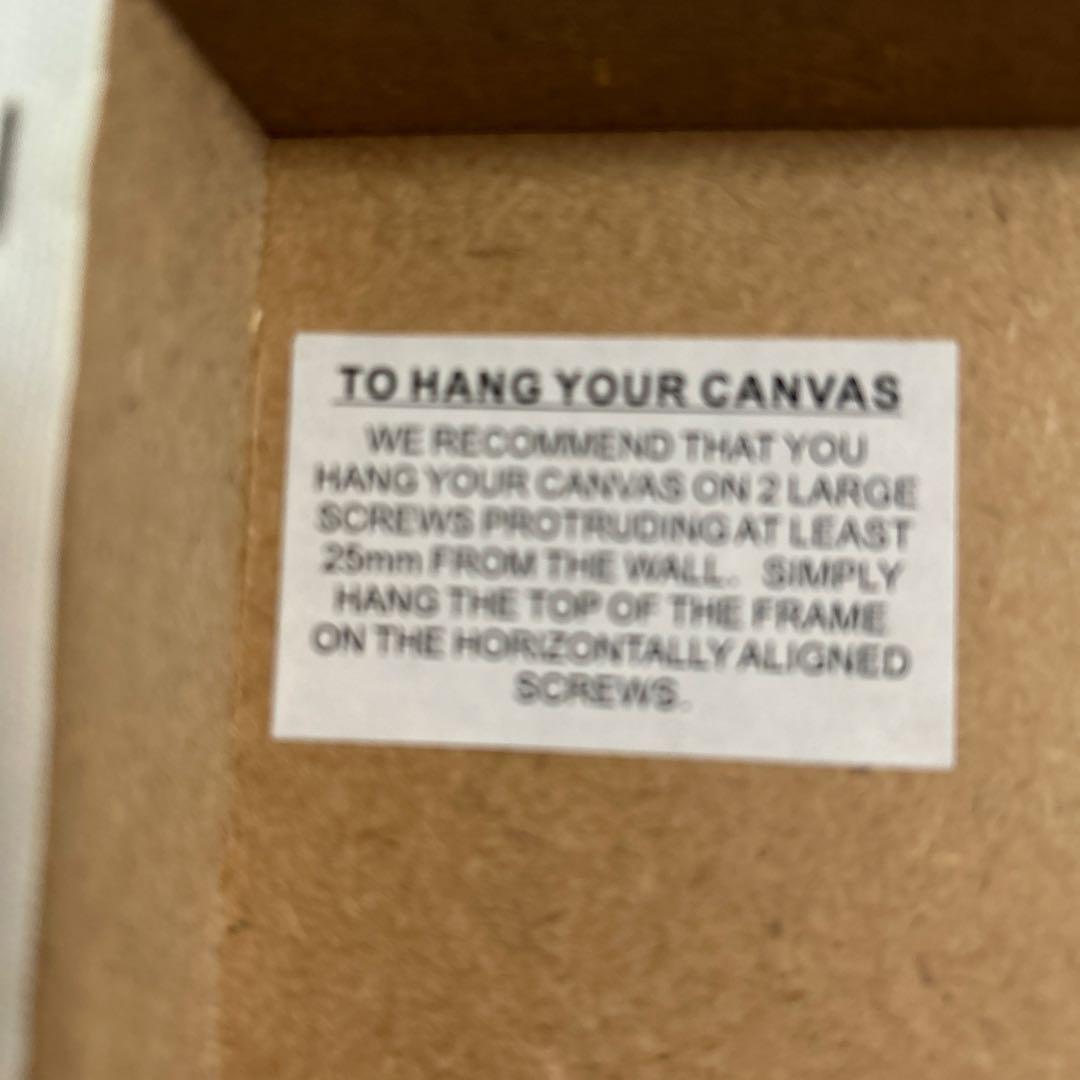 TO HANG YOUR CANVAS
WE RECOMMEND THAT YOU
HANG YOUR CANVAS ON 2 LARGE
SCREWS PROTRUDING AT LEAST
25mm FROM THE WALL. SIMPLY
HANG THE TOP OF THE FRAME
ON THE HORIZONTALLY ALIGNED
SCREWS.